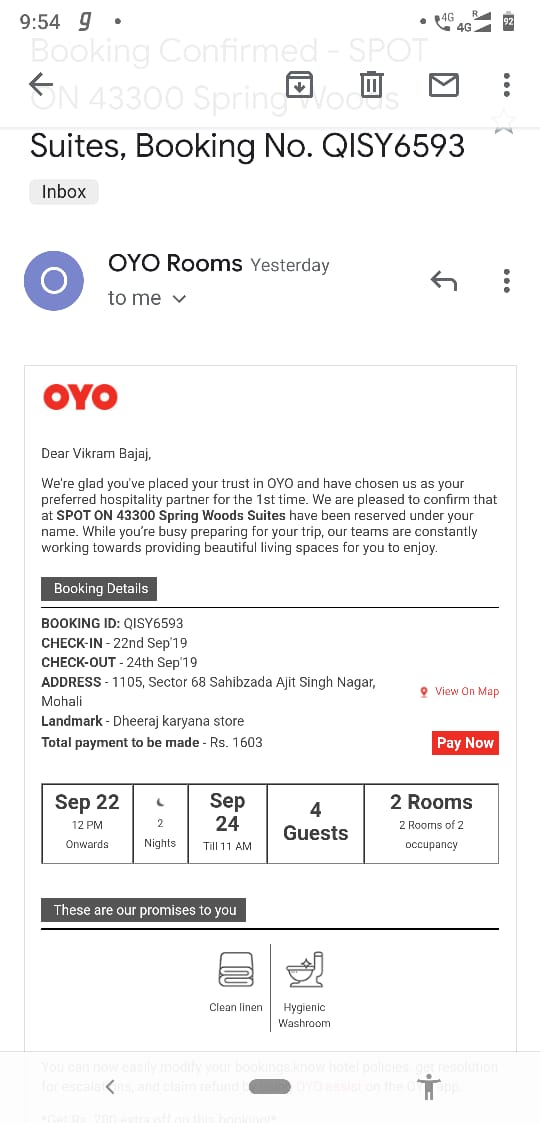 9:54 g
4G R 4G 92
Booking Confirmed - SPOT
ON 43300 Spring Woods
Suites, Booking No. QISY6593
Inbox
O
OYO Rooms Yesterday
to me
OYO
Dear Vikram Bajaj,
We're glad you've placed your trust in OYO and have chosen us as your
preferred hospitality partner for the 1st time. We are pleased to confirm that
at SPOT ON 43300 Spring Woods Suites have been reserved under your
name. While you're busy preparing for your trip, our teams are constantly
working towards providing beautiful living spaces for you to enjoy.
Booking Details
BOOKING ID: QISY6593
CHECK-IN - 22nd Sep'19
CHECK-OUT - 24th Sep'19
ADDRESS - 1105, Sector 68 Sahibzada Ajit Singh Nagar,
Mohali
View On Map
Landmark - Dheeraj karyana store
Total payment to be made - Rs. 1603
Pay Now
Sep 22
12 PM
Onwards
2
Nights
Sep
24
Till 11 AM
4
Guests
2 Rooms
2 Rooms of 2
occupancy
These are our promises to you
Clean linen
Hygienic
Washroom
You can now easily modify your bookings,know hotel policies, get resolution
for escalations, and claim refund OYO assist on the OYO app.
*Get Rs. 200 extra off on this booking!*